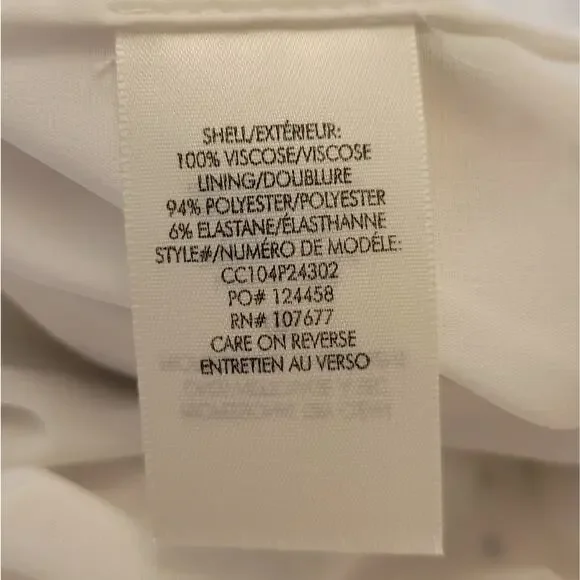 SHELL/EXTÉRIEUR:
100% VISCOSE/VISCOSE
LINING/DOUBLURE
94% POLYESTER/POLYESTER
6% ELASTANE/ÉLASTHANNE
STYLE#/NUMÉRO DE MODÉLE:
CC104P24302
PO# 124458
RN# 107677
CARE ON REVERSE
ENTRETIEN AU VERSO